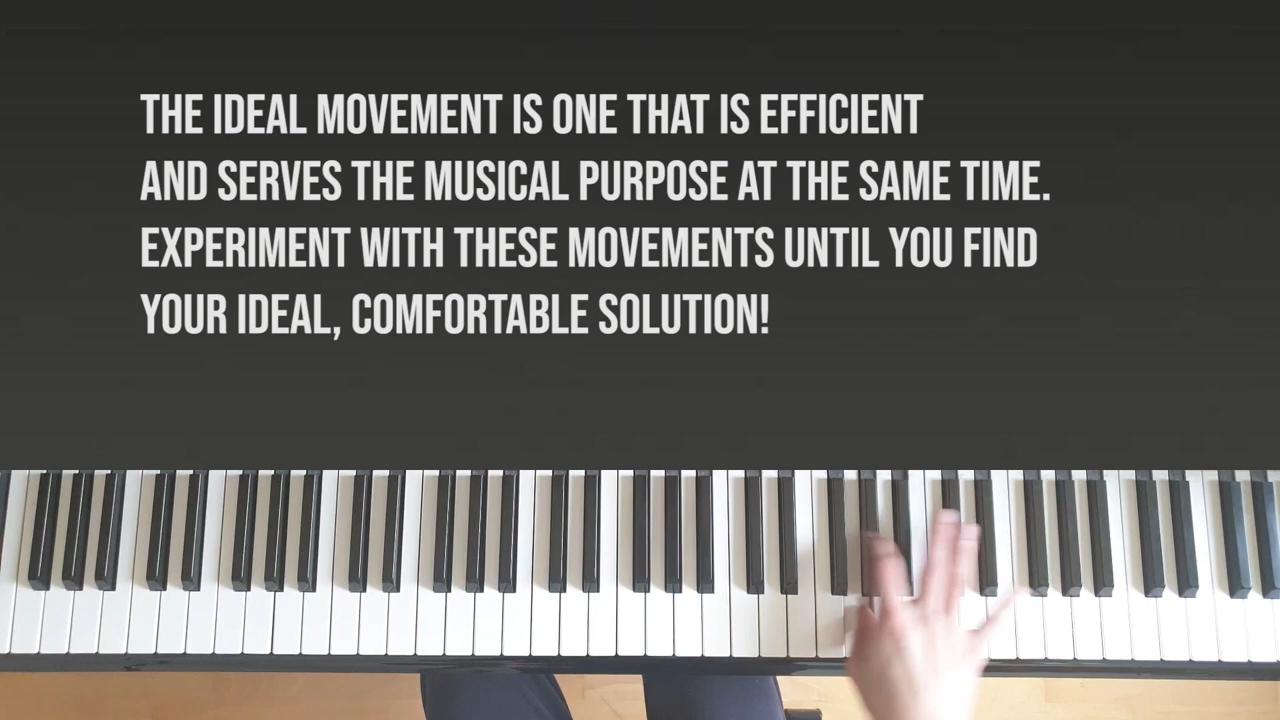 THE IDEAL MOVEMENT IS ONE THAT IS EFFICIENT
AND SERVES THE MUSICAL PURPOSE AT THE SAME TIME.
EXPERIMENT WITH THESE MOVEMENTS UNTIL YOU FIND
YOUR IDEAL, COMFORTABLE SOLUTION!